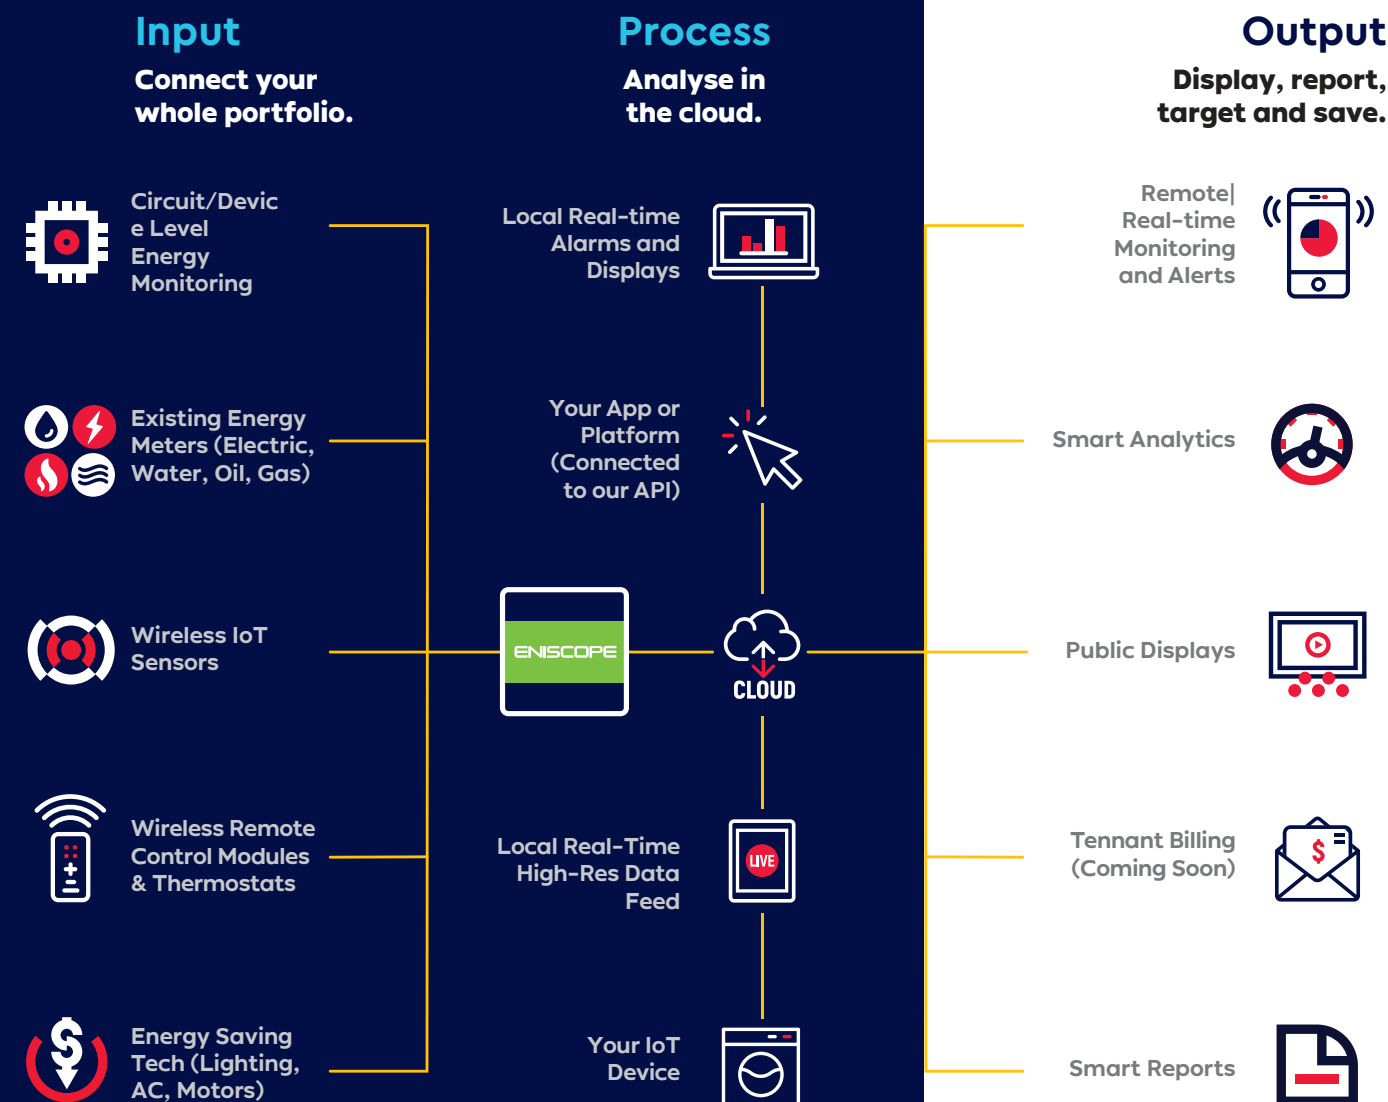 Input
Connect your
whole portfolio.
Circuit/Devic
e Level
Energy
Monitoring
Existing Energy
Meters (Electric,
Water, Oil, Gas)
Wireless IoT
Sensors
Wireless Remote
Control Modules
& Thermostats
Energy Saving
Tech (Lighting,
AC, Motors)
Process
Analyse in
the cloud.
Local Real-time
Alarms and
Displays
Your App or
Platform
(Connected
to our API)
ENISCOPE
CLOUD
Local Real-Time
High-Res Data
Feed
LIVE
Your IoT
Device
Output
Display, report,
target and save.
Remote|
Real-time
Monitoring
and Alerts
Smart Analytics
Public Displays
Tennant Billing
(Coming Soon)
$
Smart Reports